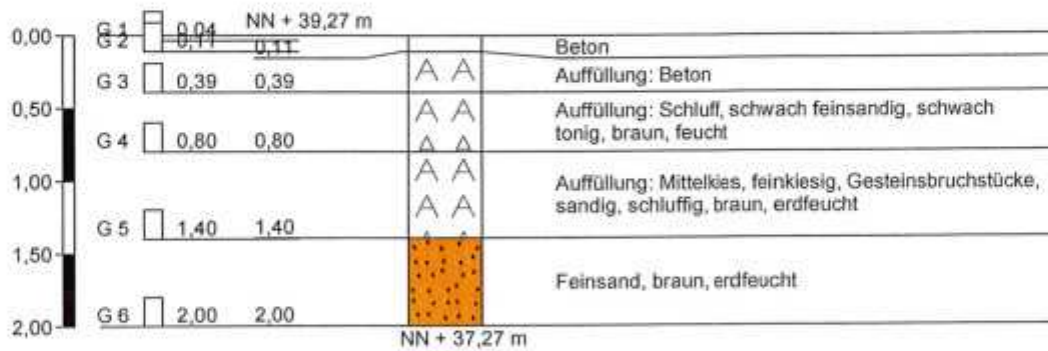 NN + 39,27 m
0,00
G 1 0,04
G 2 0,11 0,11 Beton
G 3 0,39 0,39 Auffüllung: Beton
0,50
Auffüllung: Schluff, schwach feinsandig, schwach
tonig, braun, feucht
G 4 0,80 0,80
1,00
Auffüllung: Mittelkies, feinkiesig, Gesteinsbruchstücke,
sandig, schluffig, braun, erdfeucht
G 5 1,40 1,40
1,50
Feinsand, braun, erdfeucht
G 6 2,00 2,00
2,00
NN + 37,27 m